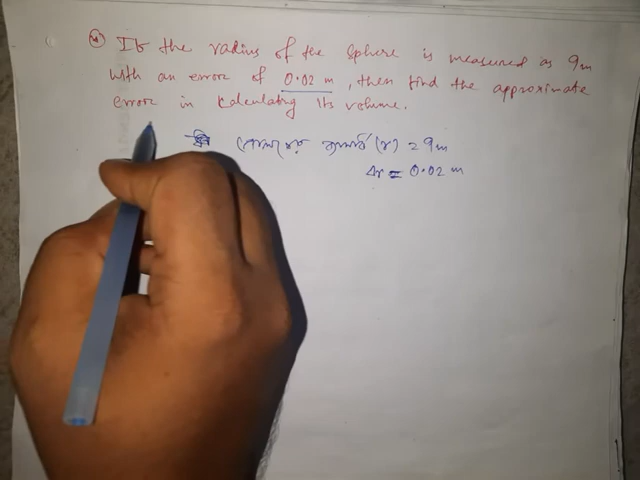 If the radius of the sphere is measured as 9m
with an error of 0.02 m, then find the approximate
error in calculating its volume.
গোলকের ব্যাসার্ধ (r) = 9m
Δr = 0.02 m